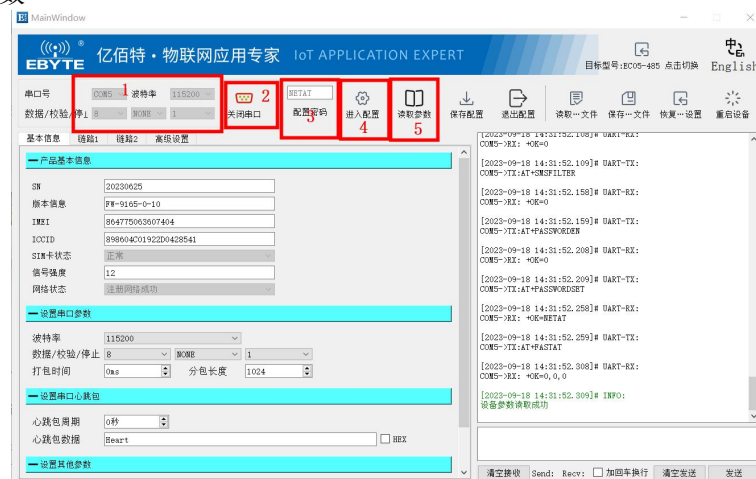 数
MainWindow
EBYTE ® 亿佰特·物联网应用专家 IoT APPLICATION EXPERT
目标型号:EC05-485 点击切换 English
串口号 COM5 1 波特率 115200
数据/校验/停止 8 NONE 1
2 关闭串口
NETAT
配置密码 3
进入配置 4
读取参数 5
保存配置 退出配置 读取…文件 保存…文件 恢复…设置 重启设备
基本信息 链路1 链路2 高级设置
产品基本信息
SN 20230625
版本信息 FW-9165-0-10
IMEI 864775063607404
ICCID 898604C01922D0428541
SIM卡状态 正常
信号强度 12
网络状态 注册网络成功
设置串口参数
波特率 115200
数据/校验/停止 8 NONE 1
打包时间 0ms 分包长度 1024
设置串口心跳包
心跳包周期 0秒
心跳包数据 Heart HEX
设置其他参数
[2023-09-18 14:31:52.108]# UART-RX:
COM5->RX: +OK=0
[2023-09-18 14:31:52.109]# UART-TX:
COM5->TX:AT+SMSFILTER
[2023-09-18 14:31:52.158]# UART-RX:
COM5->RX: +OK=0
[2023-09-18 14:31:52.159]# UART-TX:
COM5->TX:AT+PASSWORDEN
[2023-09-18 14:31:52.208]# UART-RX:
COM5->RX: +OK=0
[2023-09-18 14:31:52.209]# UART-TX:
COM5->TX:AT+PASSWORDSET
[2023-09-18 14:31:52.258]# UART-RX:
COM5->RX: +OK=NETAT
[2023-09-18 14:31:52.259]# UART-TX:
COM5->TX:AT+FASTAT
[2023-09-18 14:31:52.308]# UART-RX:
COM5->RX: +OK=0,0,0
[2023-09-18 14:31:52.309]# INFO:
设备参数读取成功
清空接收 Send: Recv: 加回车换行 清空发送 发送